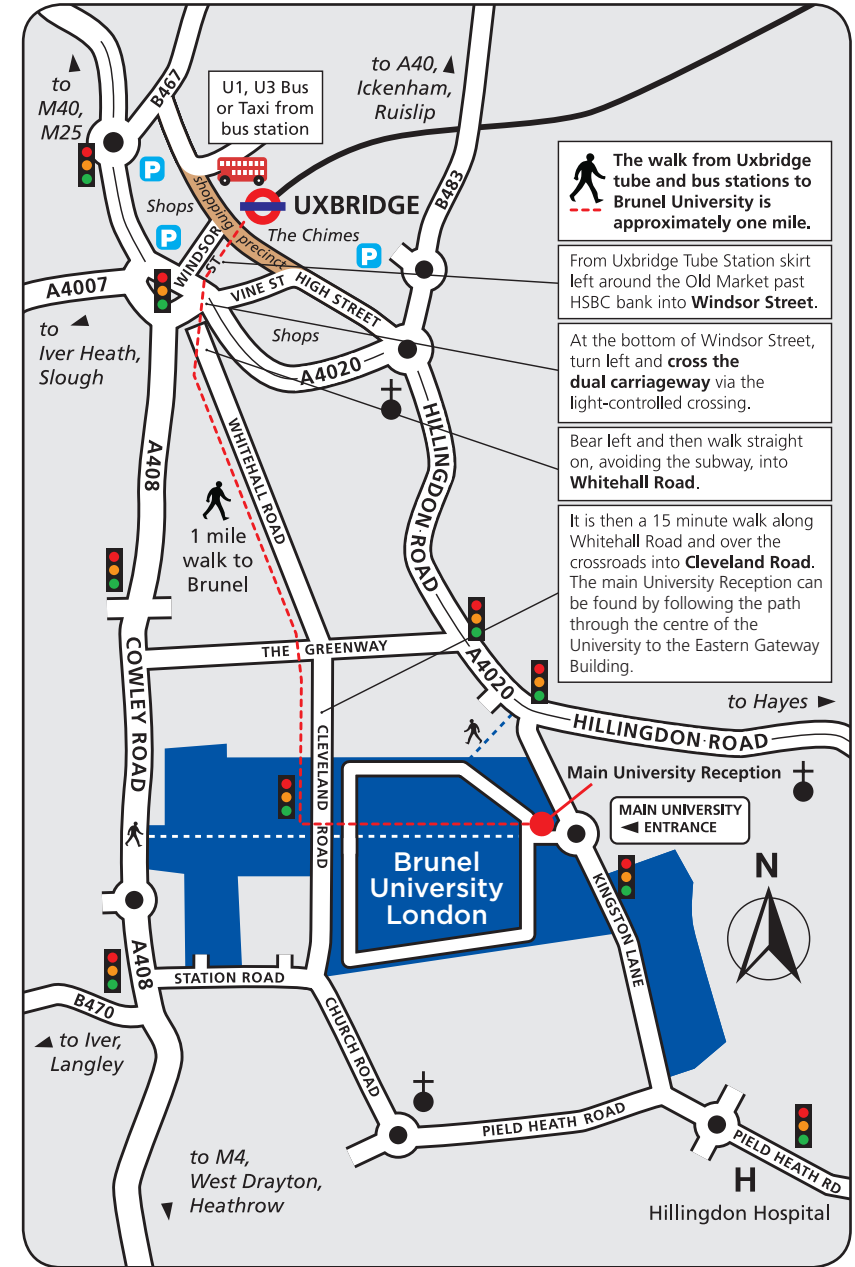 to
M40,
M25
B467
U1, U3 Bus
or Taxi from
bus station
to A40,
Ickenham,
Ruislip
B483
P
Shops
shopping precinct
UXBRIDGE
The Chimes
P
P
WINDSOR ST
VINE ST
HIGH STREET
A4007
to
Iver Heath,
Slough
Shops
A4020
The walk from Uxbridge
tube and bus stations to
Brunel University is
approximately one mile.
From Uxbridge Tube Station skirt
left around the Old Market past
HSBC bank into Windsor Street.
At the bottom of Windsor Street,
turn left and cross the
dual carriageway via the
light-controlled crossing.
Bear left and then walk straight
on, avoiding the subway, into
Whitehall Road.
It is then a 15 minute walk along
Whitehall Road and over the
crossroads into Cleveland Road.
The main University Reception can
be found by following the path
through the centre of the
University to the Eastern Gateway
Building.
A408
WHITEHALL ROAD
HILLINGDON ROAD
1 mile
walk to
Brunel
THE GREENWAY
A4020
COWLEY ROAD
CLEVELAND ROAD
to Hayes
HILLINGDON ROAD
Main University Reception
MAIN UNIVERSITY
ENTRANCE
Brunel
University
London
KINGSTON LANE
N
A408
STATION ROAD
B470
to Iver,
Langley
CHURCH ROAD
PIELD HEATH ROAD
PIELD HEATH RD
to M4,
West Drayton,
Heathrow
H
Hillingdon Hospital